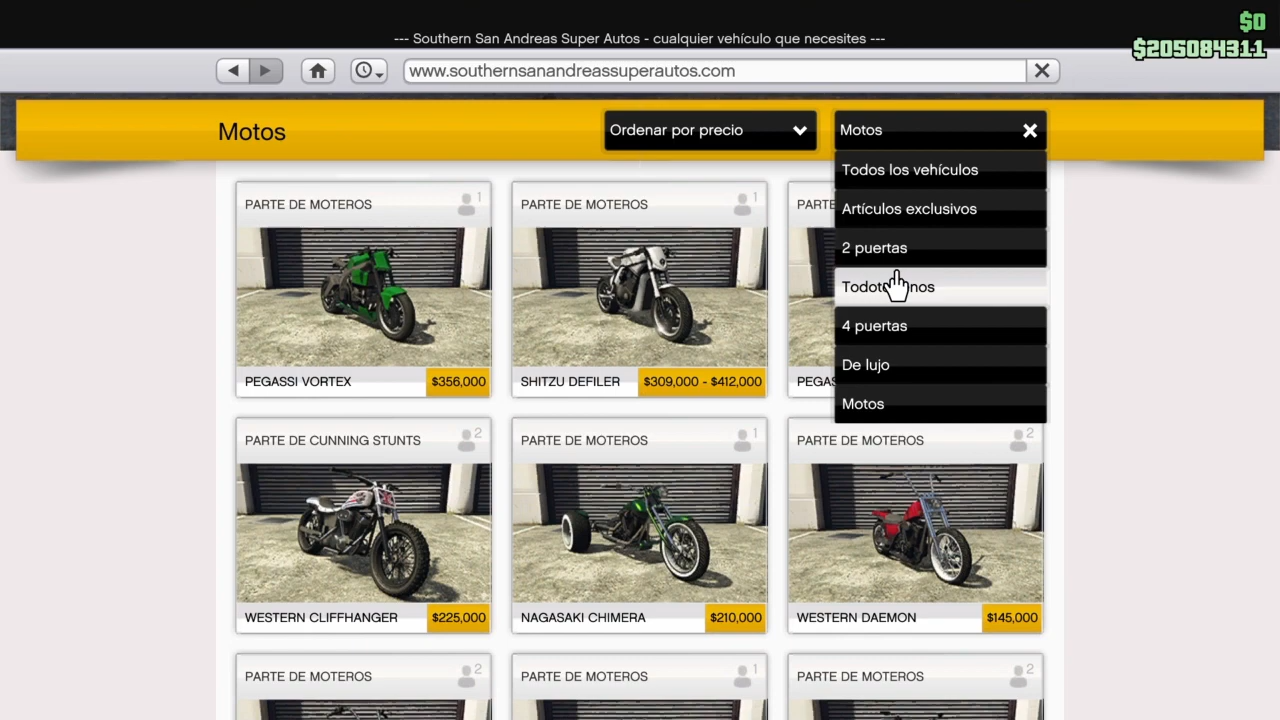 $0
$205084311
--- Southern San Andreas Super Autos - cualquier vehículo que necesites ---
www.southernsanandreassuperautos.com
Motos
Ordenar por precio
Motos
Todos los vehículos
Artículos exclusivos
2 puertas
4 puertas
De lujo
Motos
PARTE DE MOTEROS 1
PEGASSI VORTEX $356,000
PARTE DE MOTEROS 1
SHITZU DEFILER $309,000 - $412,000
PARTE DE CUNNING STUNTS 2
WESTERN CLIFFHANGER $225,000
PARTE DE MOTEROS 1
NAGASAKI CHIMERA $210,000
PARTE DE MOTEROS 2
WESTERN DAEMON $145,000
PARTE DE MOTEROS 2
PARTE DE MOTEROS 1
PARTE DE MOTEROS 2